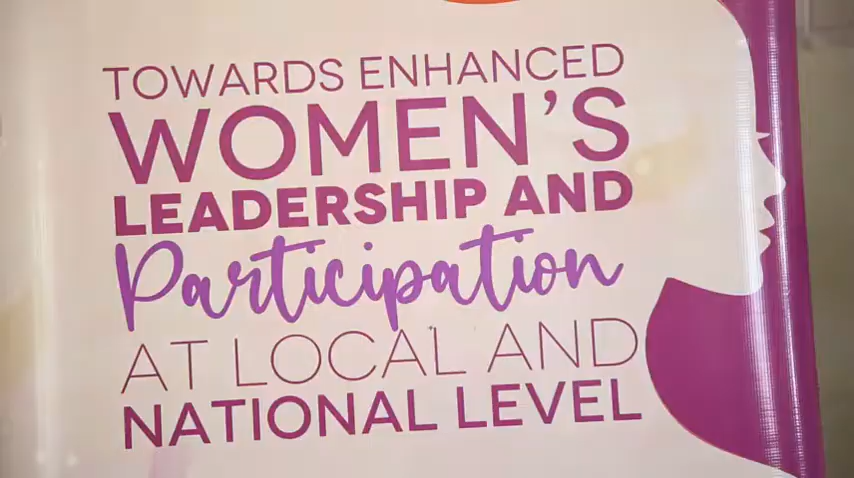 TOWARDS ENHANCED
WOMEN'S
LEADERSHIP AND
Participation
AT LOCAL AND
NATIONAL LEVEL